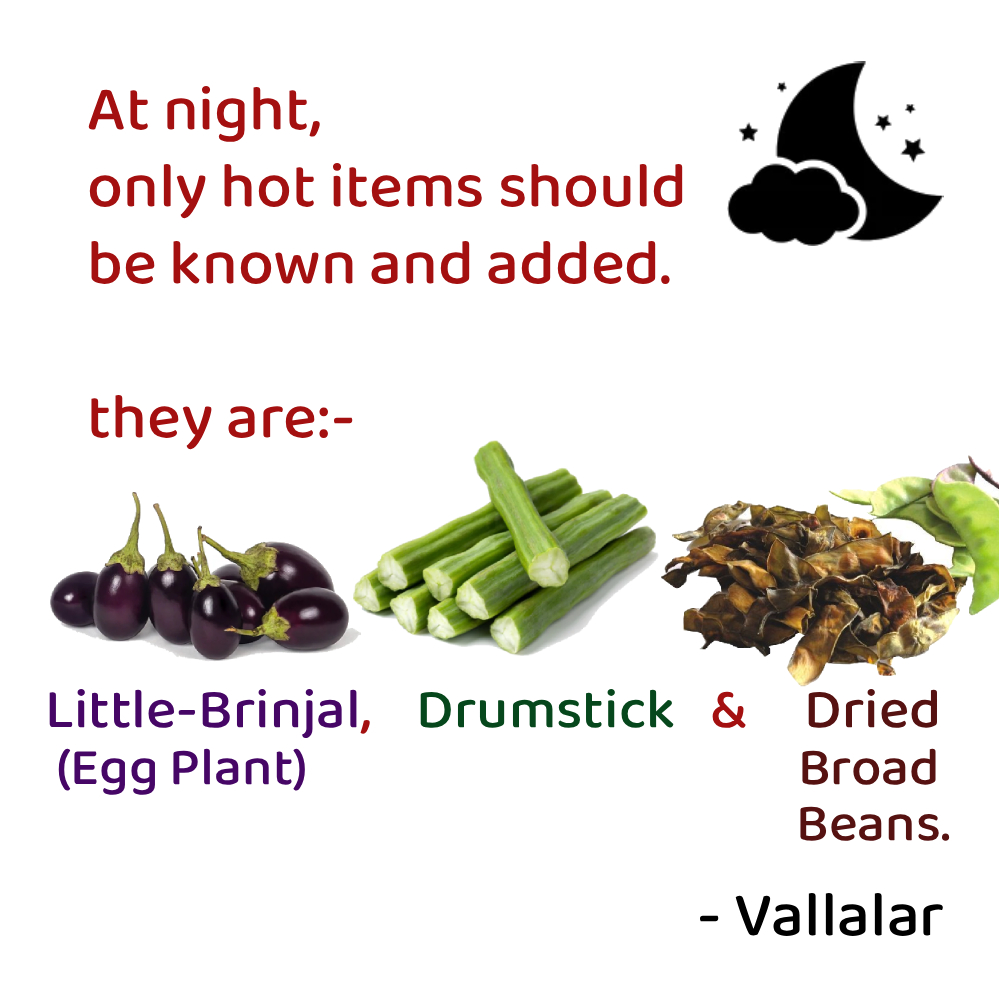 At night,
only hot items should
be known and added.
they are:-
Little-Brinjal, Drumstick & Dried
(Egg Plant) Broad
Beans.
- Vallalar